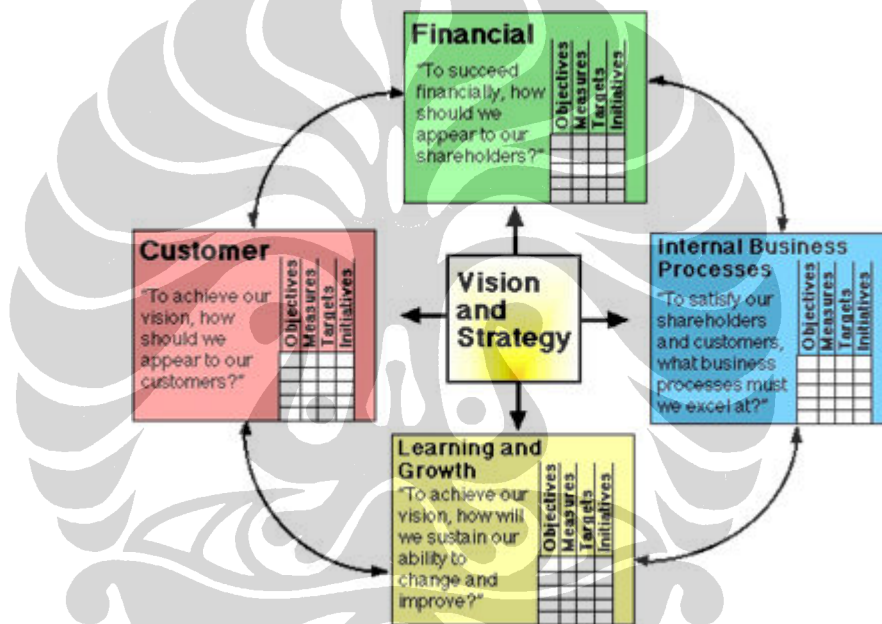 Financial
"To succeed
financially, how
should we
appear to our
shareholders?"
Objectives
Measures
Targets
Initiatives
Customer
"To achieve our
vision, how
should we
appear to our
customers?"
Objectives
Measures
Targets
Initiatives
Vision
and
Strategy
Internal Business
Processes
"To satisfy our
shareholders
and customers,
what business
processes must
we excel at?"
Objectives
Measures
Targets
Initiatives
Learning and
Growth
"To achieve our
vision, how will
we sustain our
ability to
change and
improve?"
Objectives
Measures
Targets
Initiatives